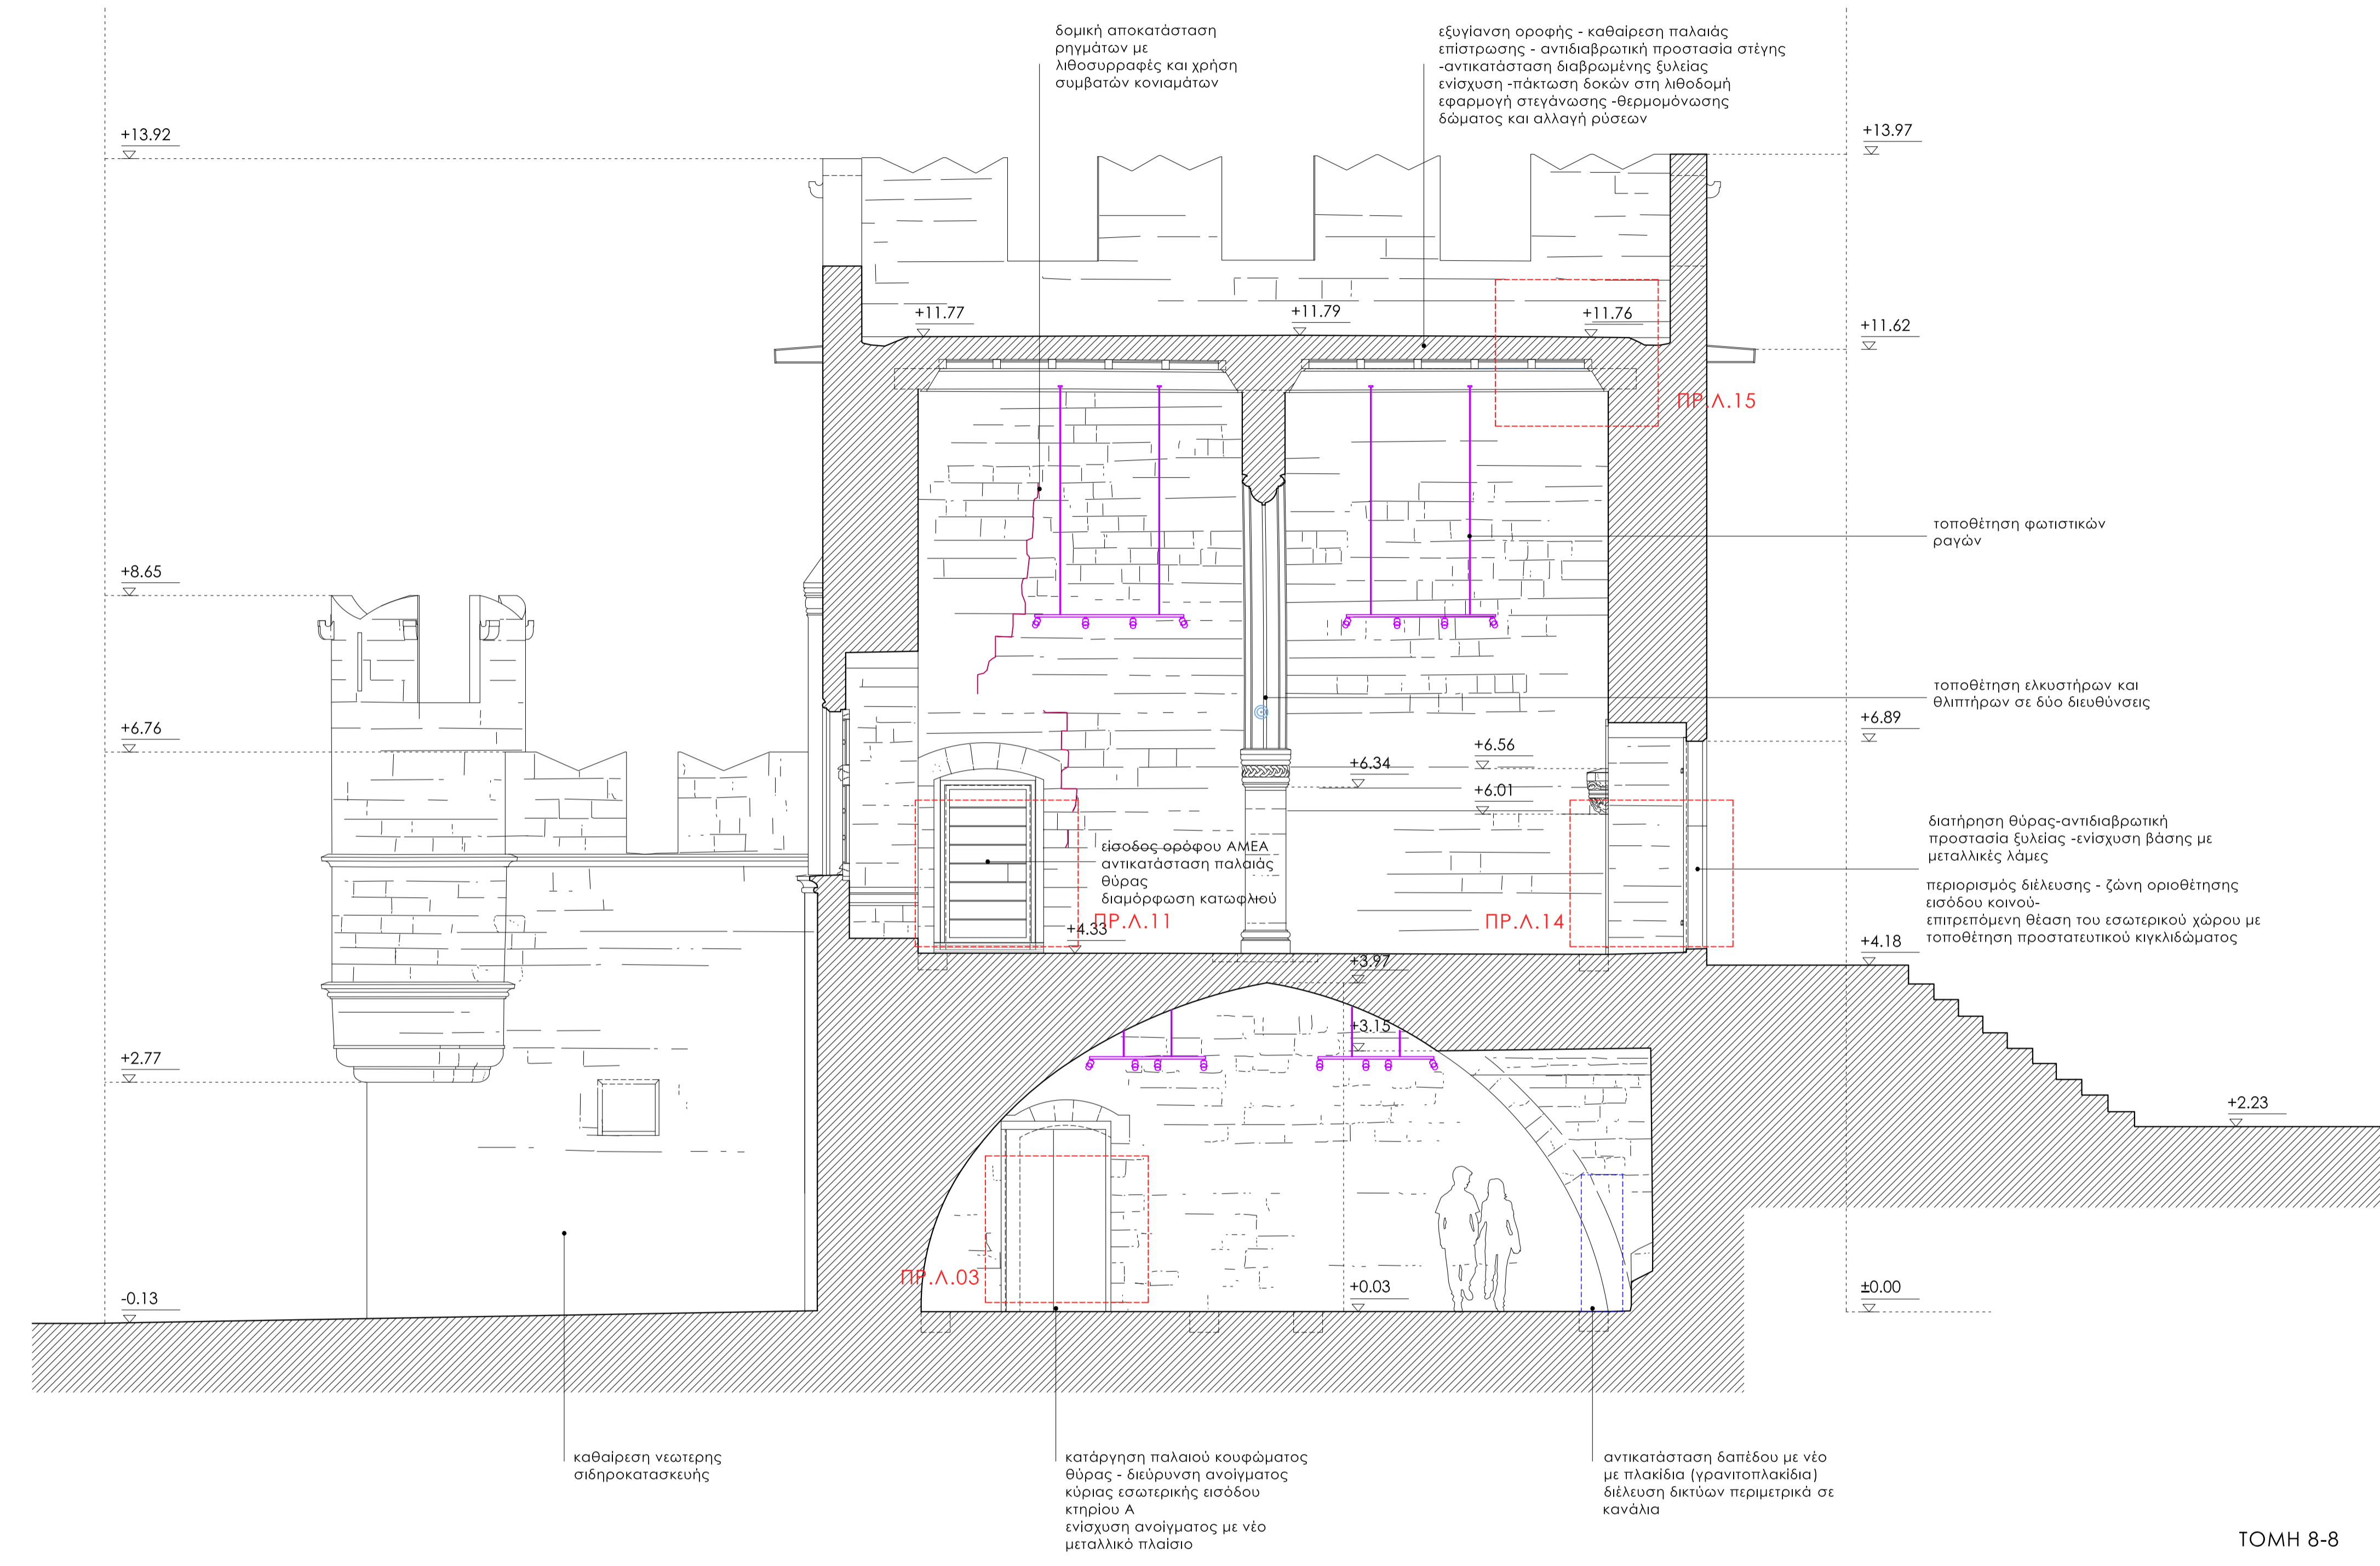 δομική αποκατάσταση
ρηγμάτων με
λιθοσυρραφές και χρήση
συμβατών κονιαμάτων
εξυγίανση οροφής - καθαίρεση παλαιάς
επίστρωσης - αντιδιαβρωτική προστασία στέγης
-αντικατάσταση διαβρωμένης ξυλείας
ενίσχυση -πάκτωση δοκών στη λιθοδομή
εφαρμογή στεγάνωσης -θερμομόνωσης
δώματος και αλλαγή ρύσεων
+13.92
+13.97
+11.77
+11.79
+11.76
+11.62
ΠΡ.Λ.15
τοποθέτηση φωτιστικών
ραγών
+8.65
τοποθέτηση ελκυστήρων και
θλιπτήρων σε δύο διευθύνσεις
+6.76
+6.89
+6.56
+6.34
+6.01
διατήρηση θύρας-αντιδιαβρωτική
προστασία ξυλείας -ενίσχυση βάσης με
μεταλλικές λάμες
περιορισμός διέλευσης - ζώνη οριοθέτησης
εισόδου κοινού-
επιτρεπόμενη θέαση του εσωτερικού χώρου με
τοποθέτηση προστατευτικού κιγκλιδώματος
είσοδος ορόφου ΑΜΕΑ
αντικατάσταση παλαιάς
θύρας
διαμόρφωση κατωφλιού
ΠΡ.Λ.11
ΠΡ.Λ.14
+4.33
+4.18
+3.97
+3.15
+2.77
+2.23
ΠΡ.Λ.03
-0.13
+0.03
±0.00
καθαίρεση νεωτερης
σιδηροκατασκευής
κατάργηση παλαιού κουφώματος
θύρας - διεύρυνση ανοίγματος
κύριας εσωτερικής εισόδου
κτηρίου Α
ενίσχυση ανοίγματος με νέο
μεταλλικό πλαίσιο
αντικατάσταση δαπέδου με νέο
με πλακίδια (γρανιτοπλακίδια)
διέλευση δικτύων περιμετρικά σε
κανάλια
ΤΟΜΗ 8-8